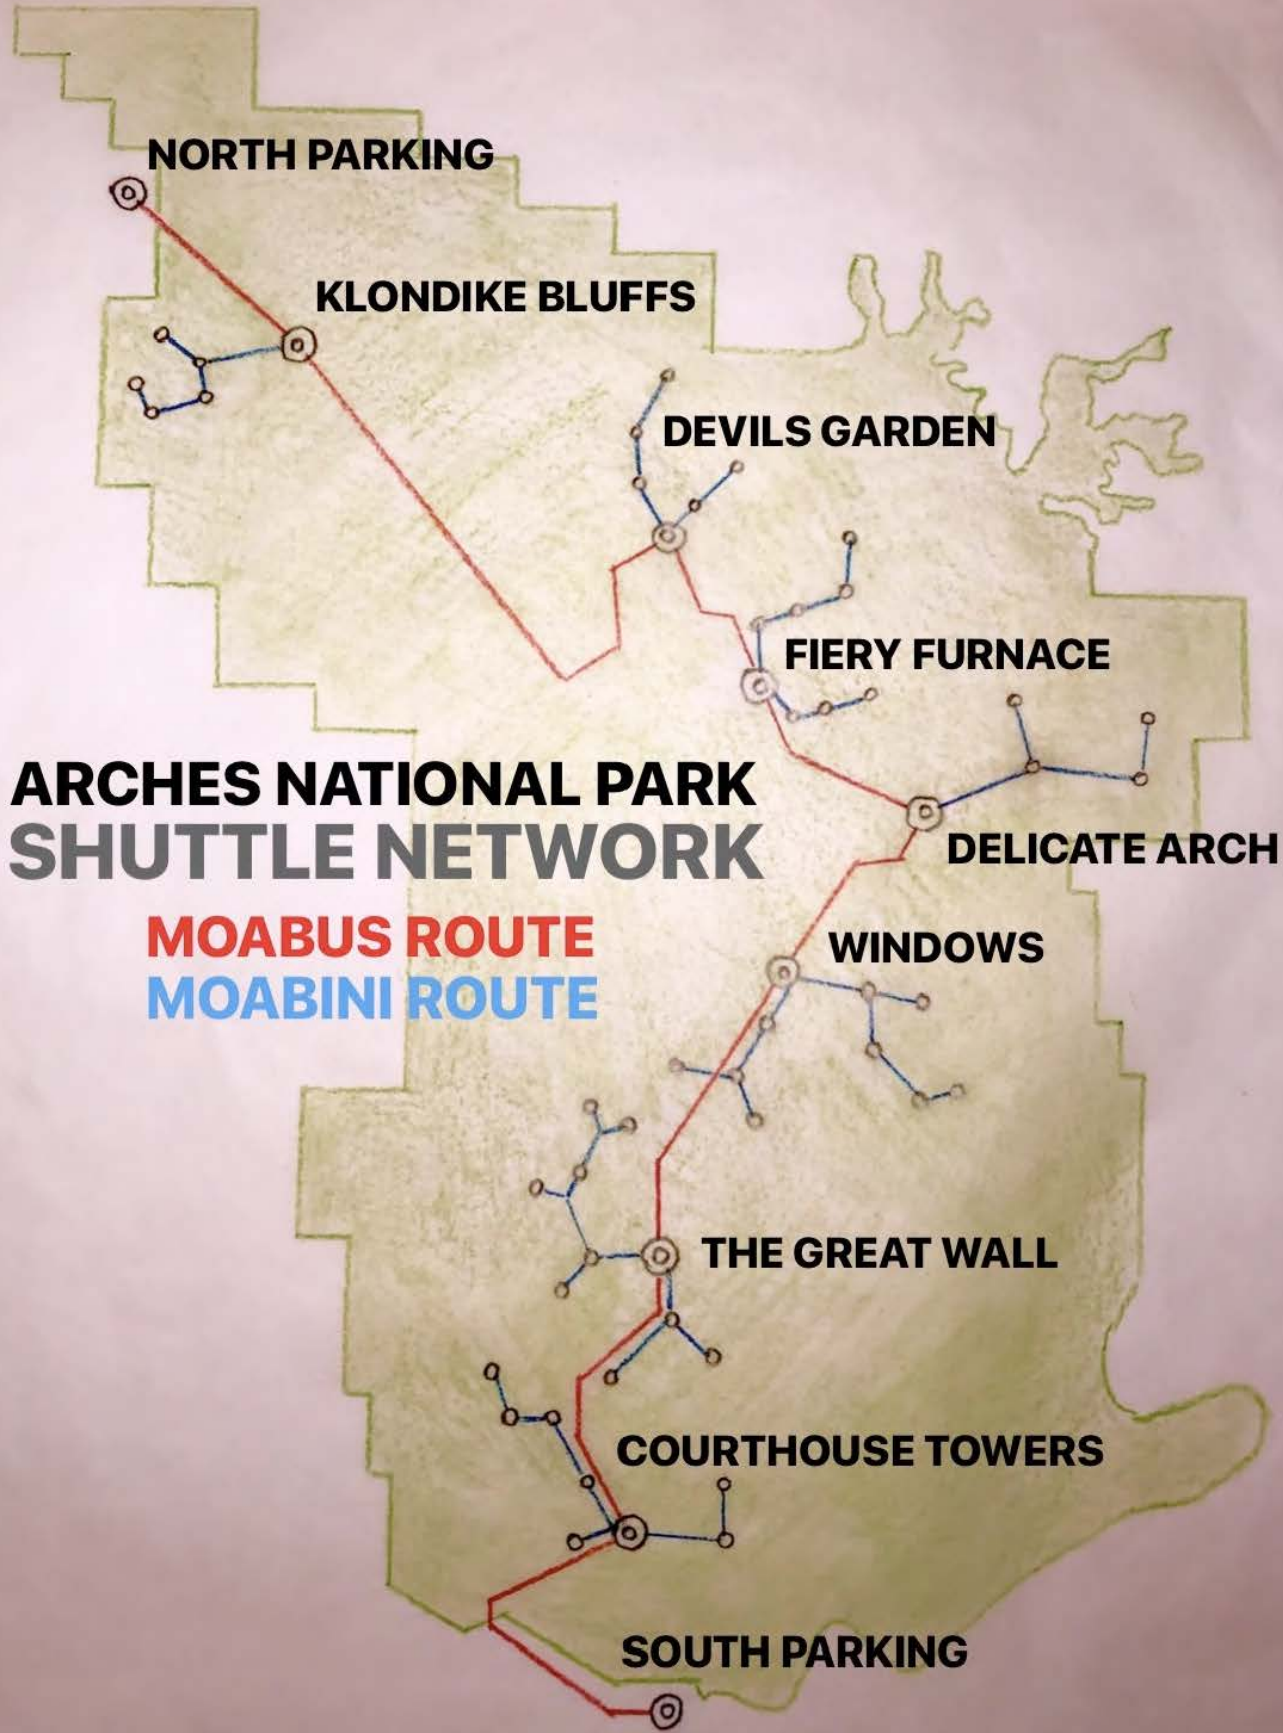 NORTH PARKING
KLONDIKE BLUFFS
DEVILS GARDEN
FIERY FURNACE
ARCHES NATIONAL PARK
SHUTTLE NETWORK
DELICATE ARCH
MOABUS ROUTE
MOABINI ROUTE
WINDOWS
THE GREAT WALL
COURTHOUSE TOWERS
SOUTH PARKING